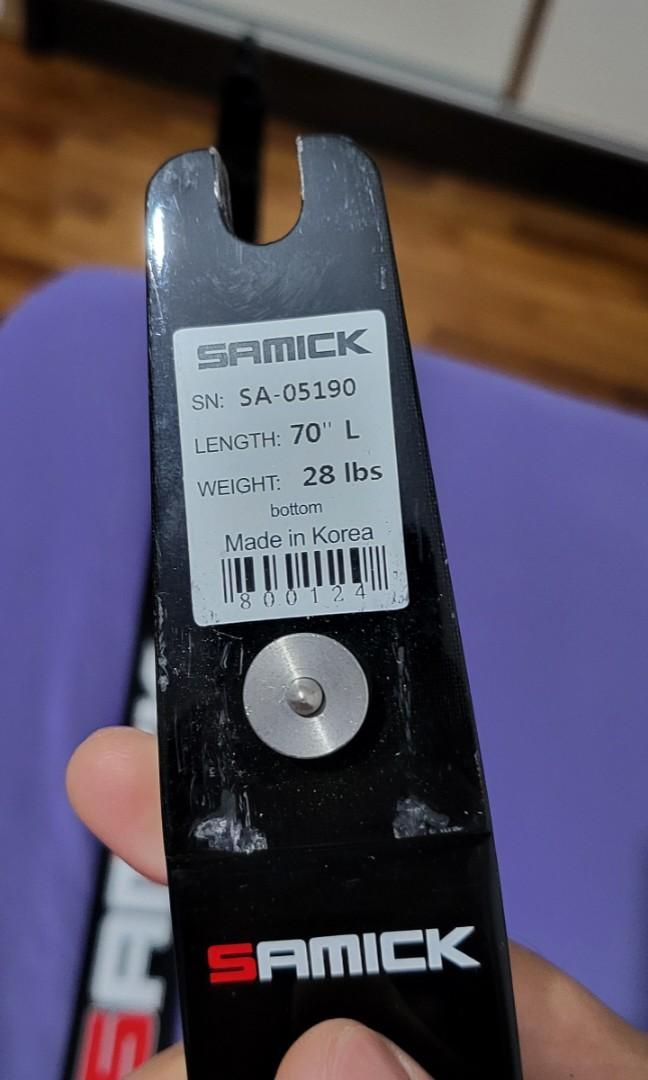 SAMICK
SN: SA-05190
LENGTH: 70" L
WEIGHT: 28 lbs
bottom
Made in Korea
800124
SAMICK